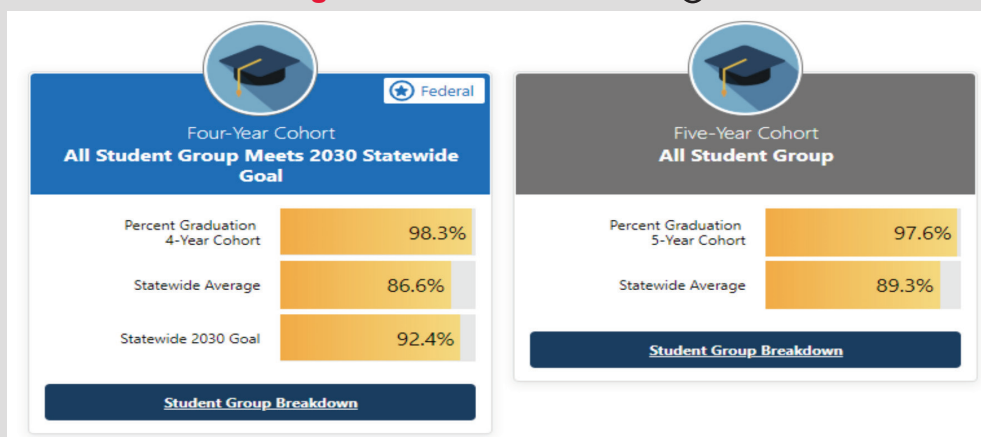 Federal
Four-Year Cohort
All Student Group Meets 2030 Statewide
Goal
Percent Graduation
4-Year Cohort
98.3%
Statewide Average
86.6%
Statewide 2030 Goal
92.4%
Student Group Breakdown
Five-Year Cohort
All Student Group
Percent Graduation
5-Year Cohort
97.6%
Statewide Average
89.3%
Student Group Breakdown